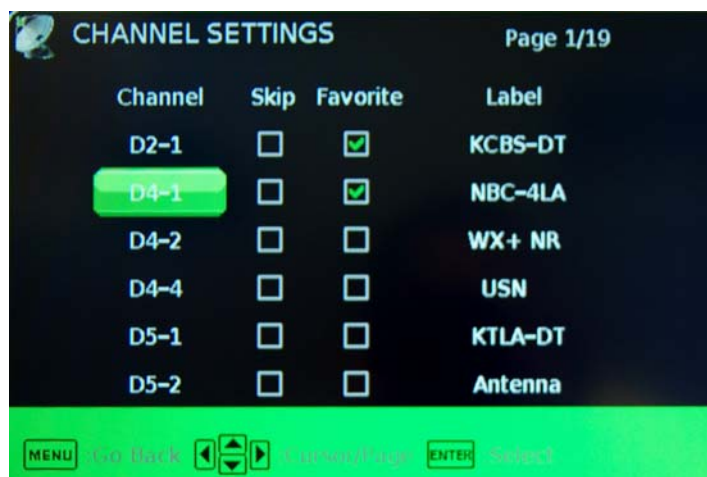 CHANNEL SETTINGS Page 1/19
Channel Skip Favorite Label
D2-1 KCBS-DT
D4-1 NBC-4LA
D4-2 WX+ NR
D4-4 USN
D5-1 KTLA-DT
D5-2 Antenna
MENU :Go Back :Cursor/Page ENTER :Select